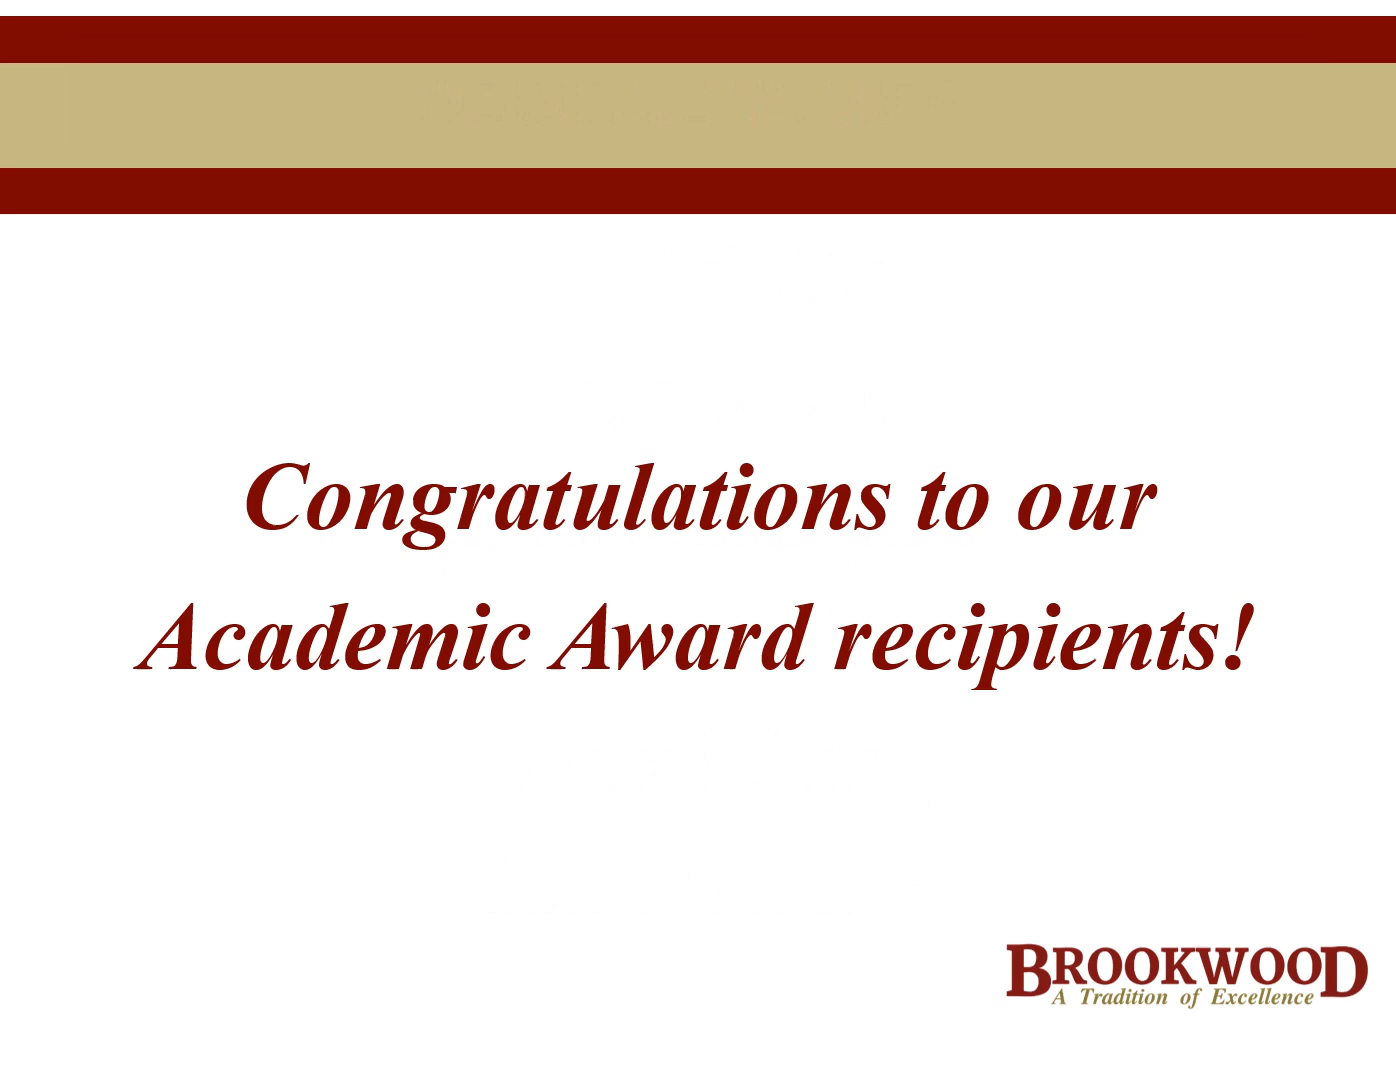 Congratulations to our
Academic Award recipients!
BROOKWOOD
A Tradition of Excellence